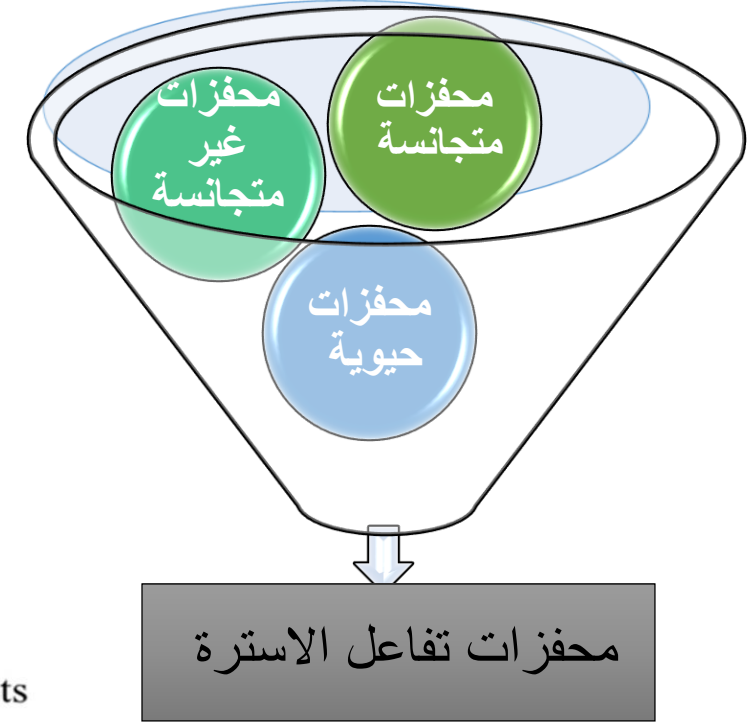 محفزات
متجانسة
محفزات
غير
متجانسة
محفزات
حيوية
محفزات تفاعل الاسترة
ts